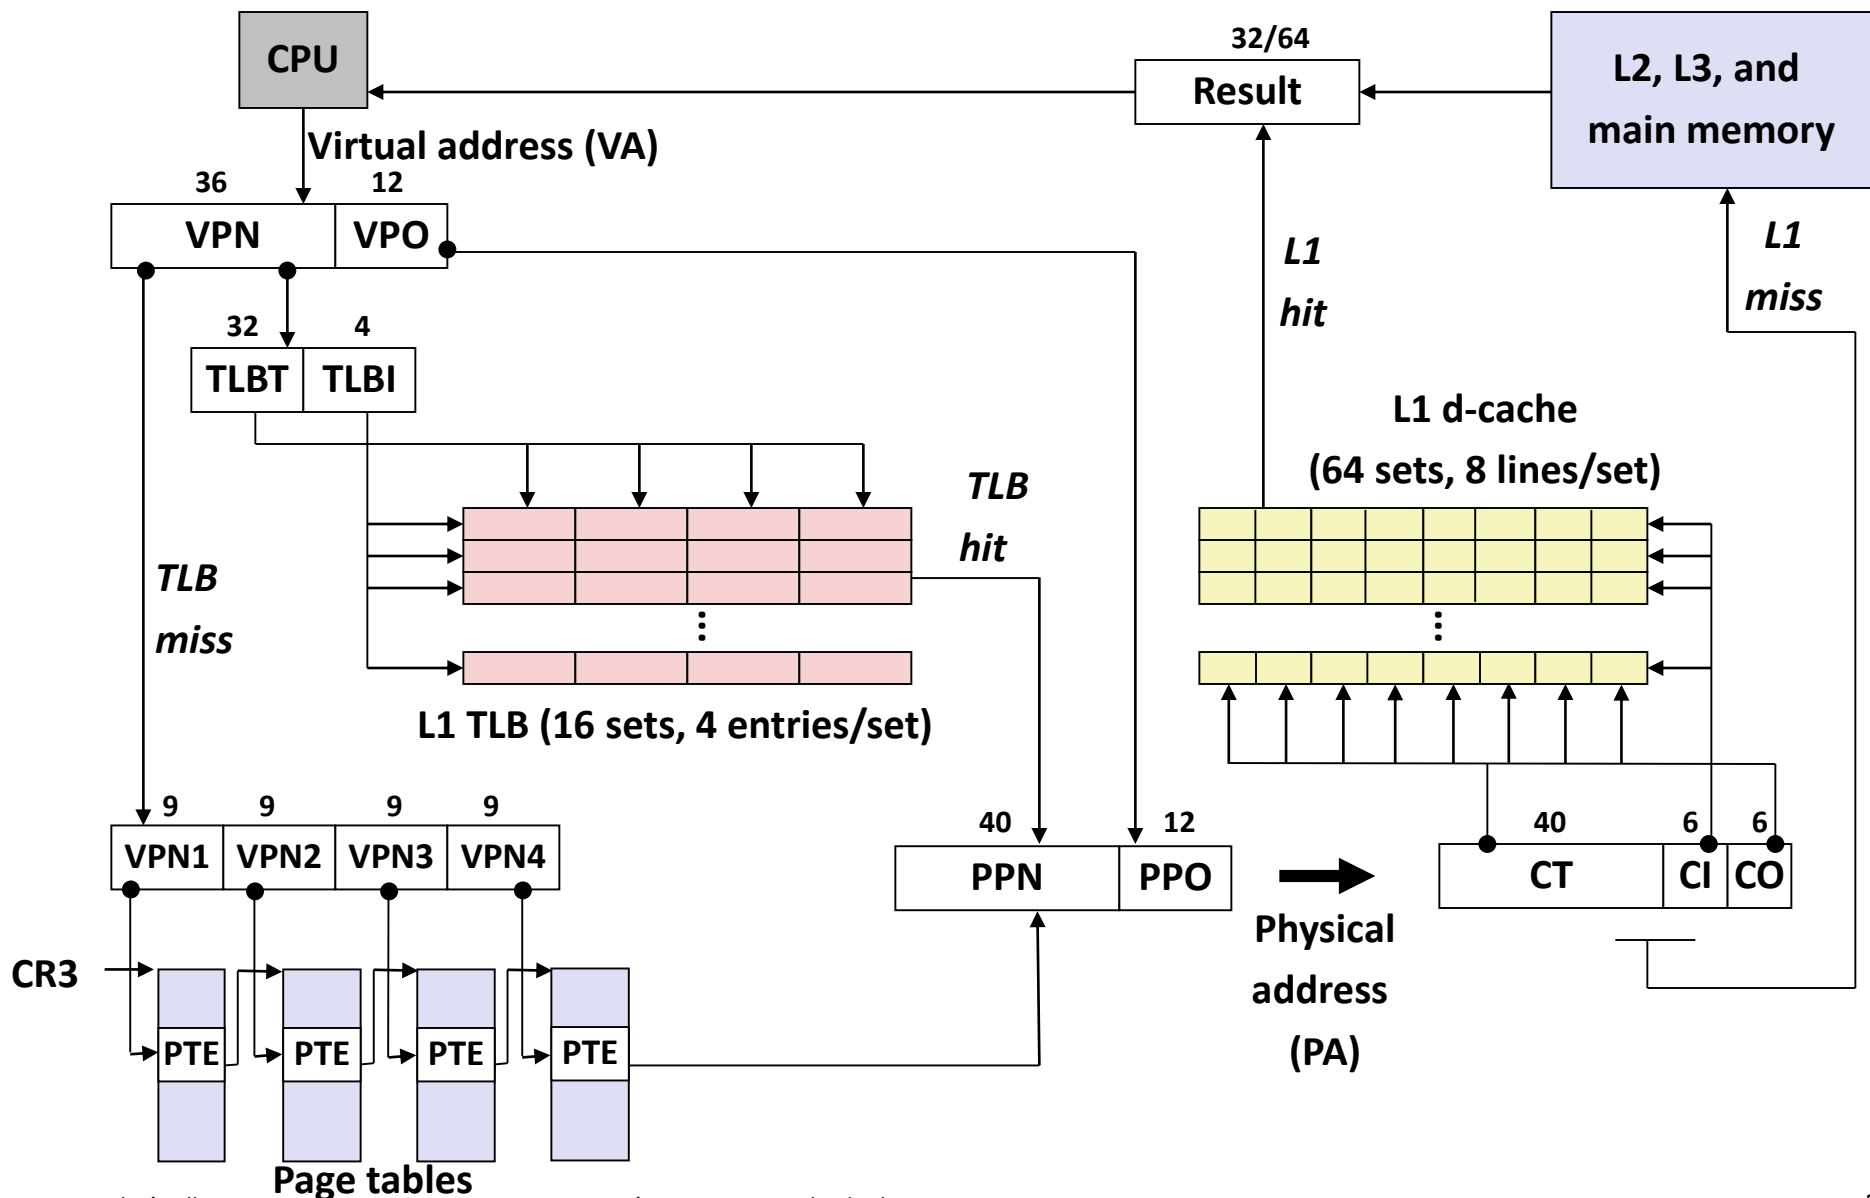 CPU
32/64
Result
L2, L3, and
main memory
Virtual address (VA)
36
12
VPN
VPO
L1
hit
L1
miss
32
4
TLBT
TLBI
L1 d-cache
(64 sets, 8 lines/set)
TLB
hit
TLB
miss
...
...
L1 TLB (16 sets, 4 entries/set)
9
9
9
9
VPN1
VPN2
VPN3
VPN4
40
12
PPN
PPO
40
6
6
CT
CI
CO
Physical
address
(PA)
CR3
PTE
PTE
PTE
PTE
Page tables